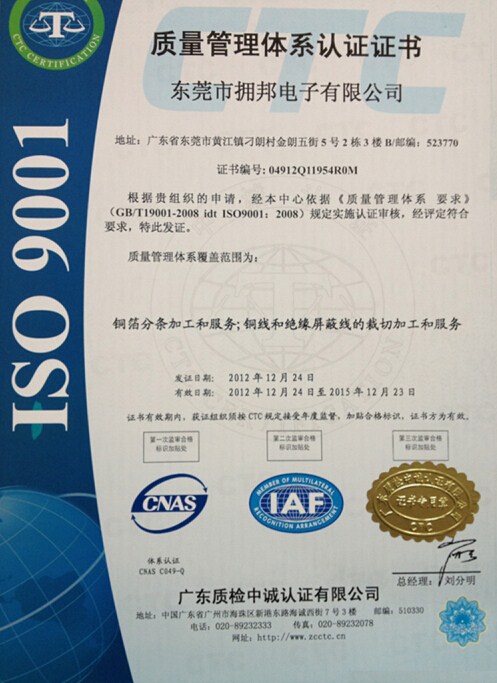 CTC CERTIFICATION
ISO 9001
CTC
质量管理体系认证证书
东莞市拥邦电子有限公司
地址：广东省东莞市黄江镇刁朗村金朗五街5号2栋3楼B/邮编：523770
证书编号: 04912Q11954R0M
根据贵组织的申请，经本中心依据《质量管理体系 要求》
（GB/T19001-2008 idt ISO9001：2008）规定实施认证审核，经评定符合
要求，特此发证。
质量管理体系覆盖范围为：
铜箔分条加工和服务；铜线和绝缘屏蔽线的裁切加工和服务
发证日期： 2012年12月24日
有效日期： 2012年12月24日至2015年12月23日
证书有效期内，获证组织须按CTC规定接受年度监督，加贴合格标识，证书方为有效。
第一次监审合格 第二次监审合格 第三次监审合格
标识加贴处 标识加贴处 标识加贴处
CNAS
MEMBER OF MULTILATERAL
IAF
RECOGNITION ARRANGEMENT
证书专用章
CTC
体系认证
CNAS C049-Q
总经理： 刘分明
广东质检中诚认证有限公司
地址：中国广东省广州市海珠区新港东路海诚西街7号3楼 邮编：510330
电话：020-89232333 传真：020-89232078
网址：http://www.zcctc.cn